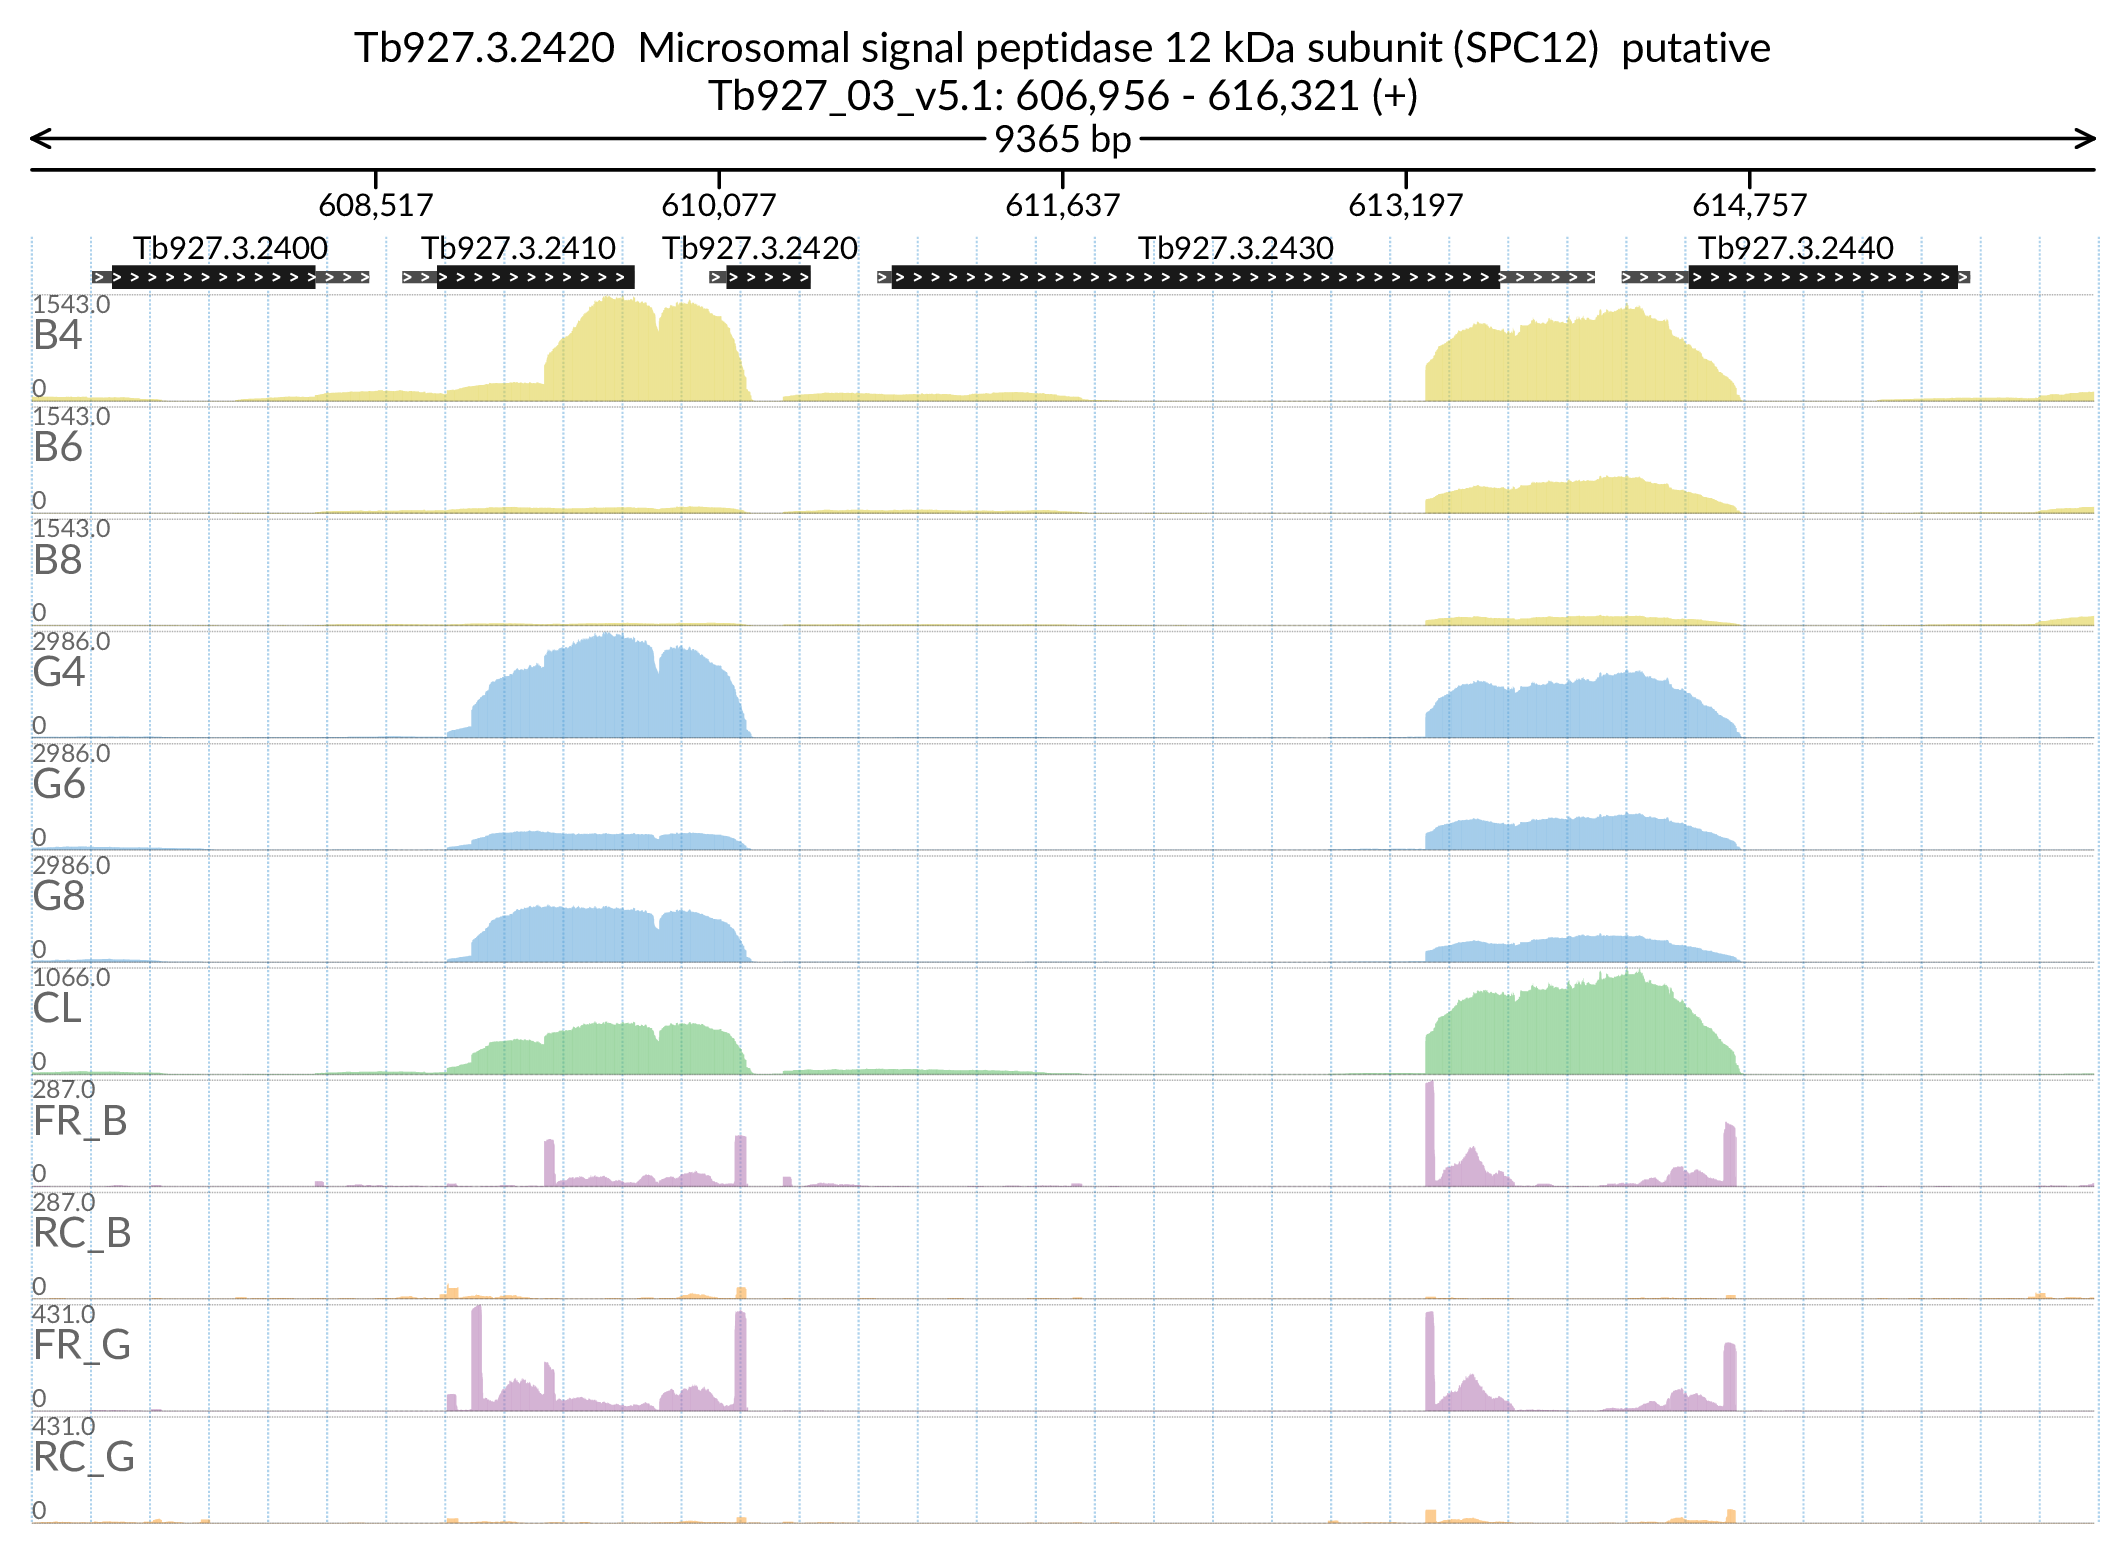 Tb927.3.2420  Microsomal signal peptidase 12 kDa subunit (SPC12)  putative
Tb927_03_v5.1: 606,956 - 616,321 (+)
9365 bp
608,517 610,077 611,637 613,197 614,757
Tb927.3.2400 Tb927.3.2410 Tb927.3.2420 Tb927.3.2430 Tb927.3.2440
1543.0
B4
0
1543.0
B6
0
1543.0
B8
0
2986.0
G4
0
2986.0
G6
0
2986.0
G8
0
1066.0
CL
0
287.0
FR_B
0
287.0
RC_B
0
431.0
FR_G
0
431.0
RC_G
0